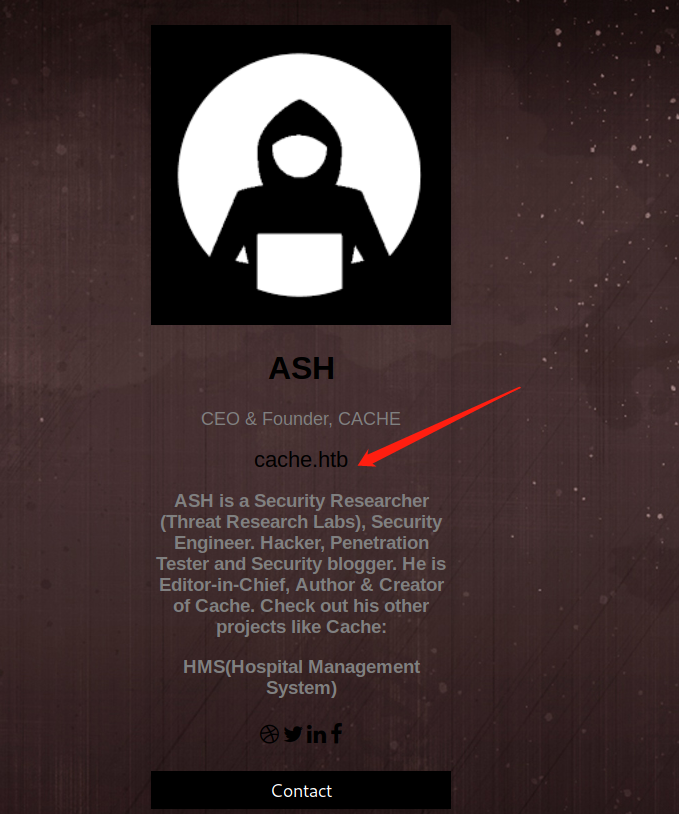 ASH
CEO & Founder, CACHE
cache.htb
ASH is a Security Researcher
(Threat Research Labs), Security
Engineer. Hacker, Penetration
Tester and Security blogger. He is
Editor-in-Chief, Author & Creator
of Cache. Check out his other
projects like Cache:
HMS(Hospital Management
System)
Contact